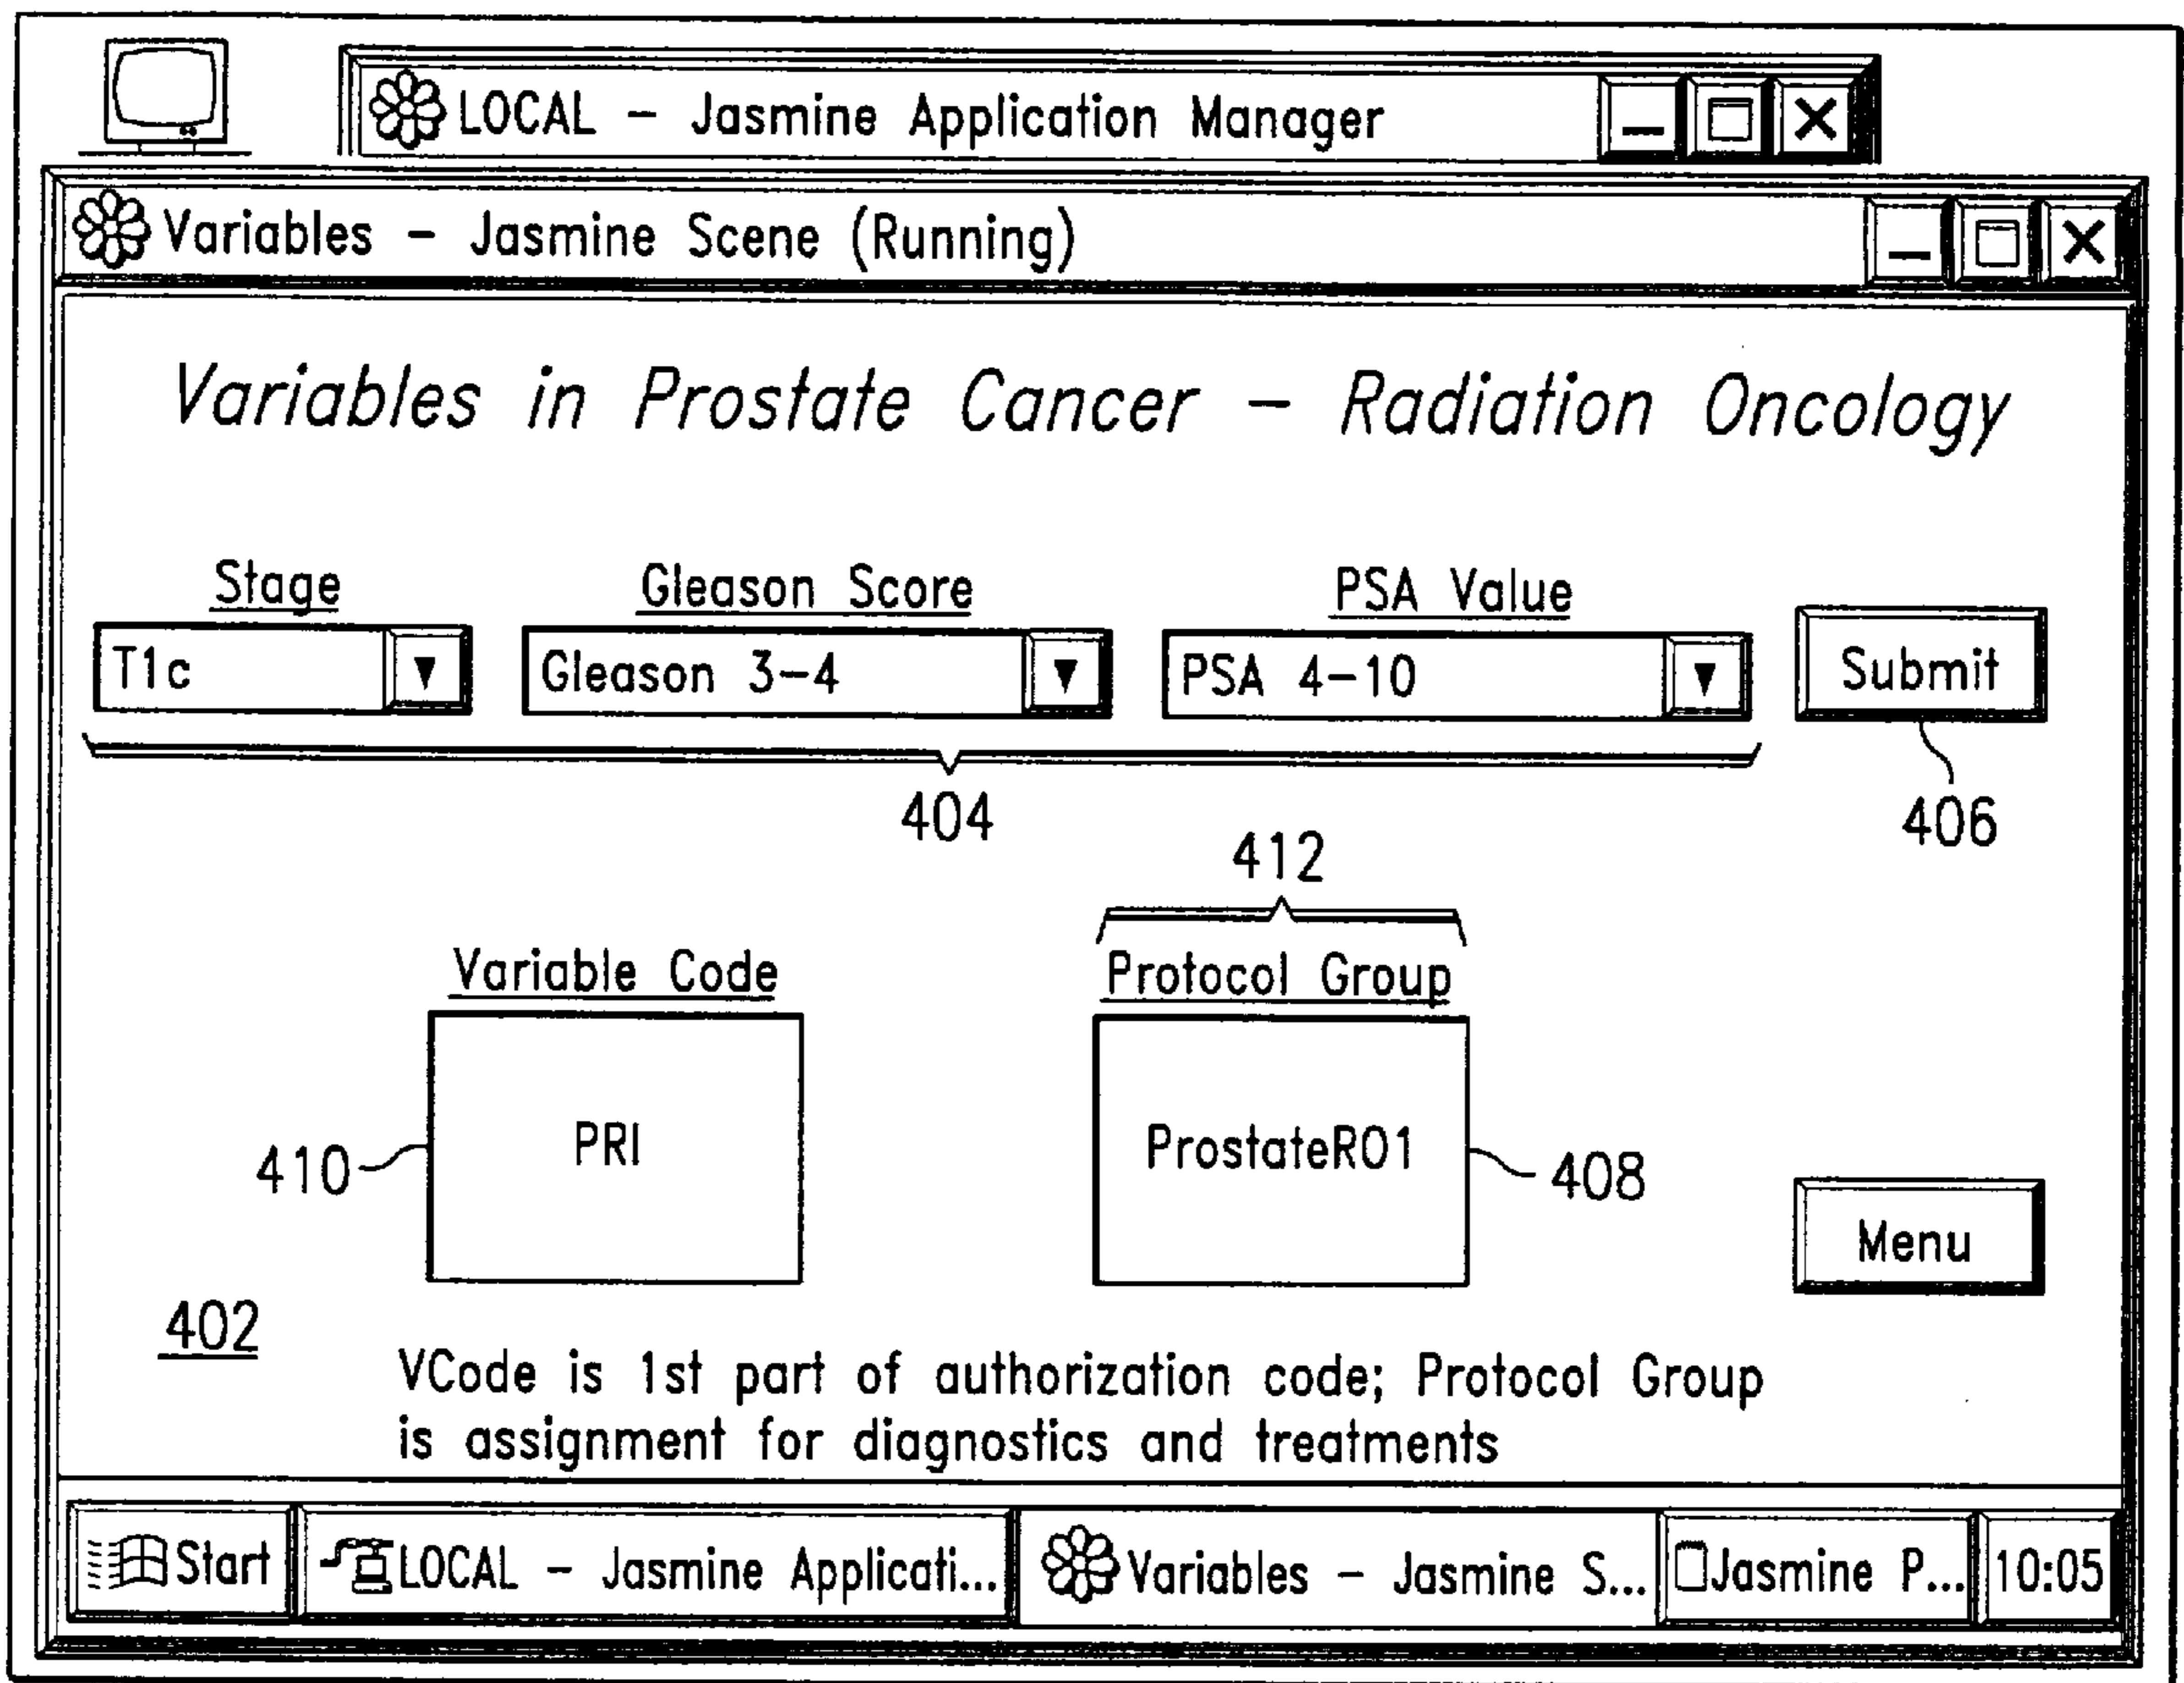 LOCAL – Jasmine Application Manager
Variables – Jasmine Scene (Running)
Variables in Prostate Cancer – Radiation Oncology
Stage
Gleason Score
PSA Value
T1c
Gleason 3–4
PSA 4–10
Submit
404
406
412
Variable Code
Protocol Group
410
PRI
ProstateRO1
408
Menu
402
VCode is 1st part of authorization code; Protocol Group
is assignment for diagnostics and treatments
Start
LOCAL – Jasmine Applicati...
Variables – Jasmine S...
Jasmine P...
10:05